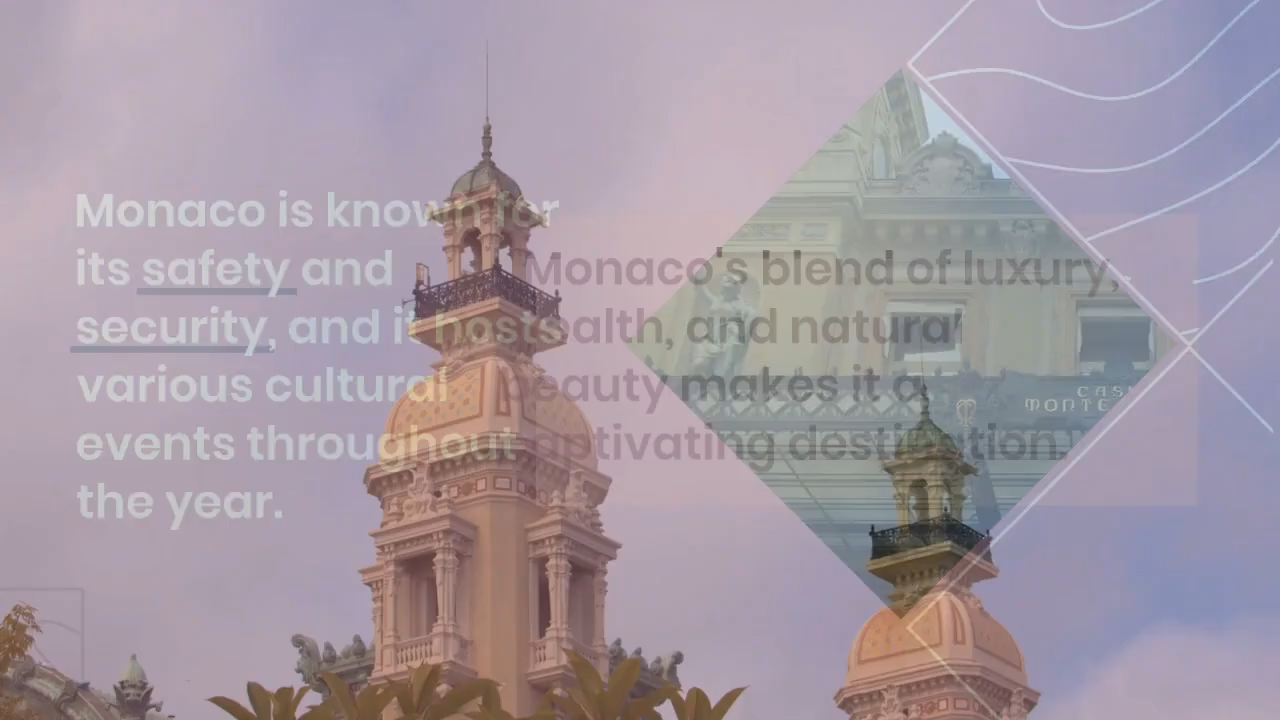 Monaco is known for
its safety and
security, and it hosts
various cultural
events throughout
the year.
Monaco's blend of luxury,
and natural
beauty makes it a
captivating destination.
MONTE